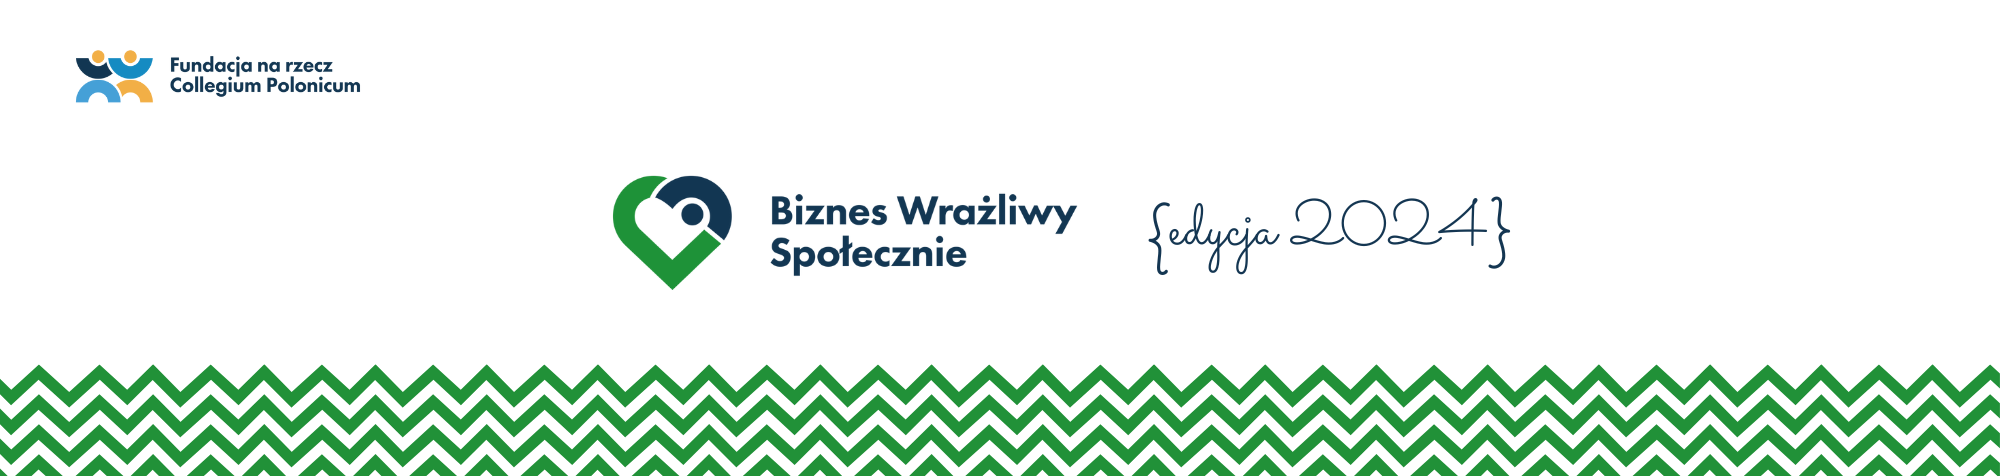 Fundacja na rzecz
Collegium Polonicum
Biznes Wrażliwy
Społecznie
{edycja 2024}